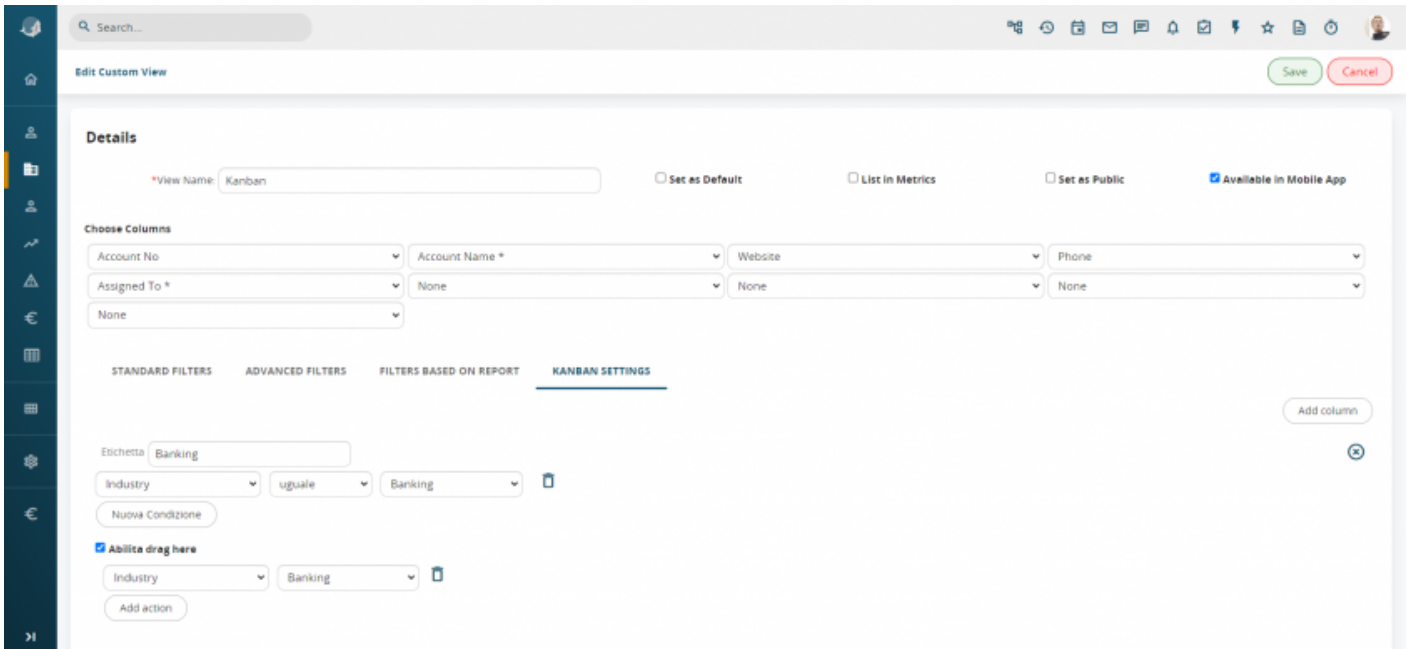 Search...
Edit Custom View
Save
Cancel
Details
*View Name: Kanban
Set as Default
List in Metrics
Set as Public
Available in Mobile App
Choose Columns
Account No
Account Name *
Website
Phone
Assigned To *
None
None
None
None
STANDARD FILTERS
ADVANCED FILTERS
FILTERS BASED ON REPORT
KANBAN SETTINGS
Add column
Etichetta Banking
Industry
uguale
Banking
Nuova Condizione
Abilita drag here
Industry
Banking
Add action